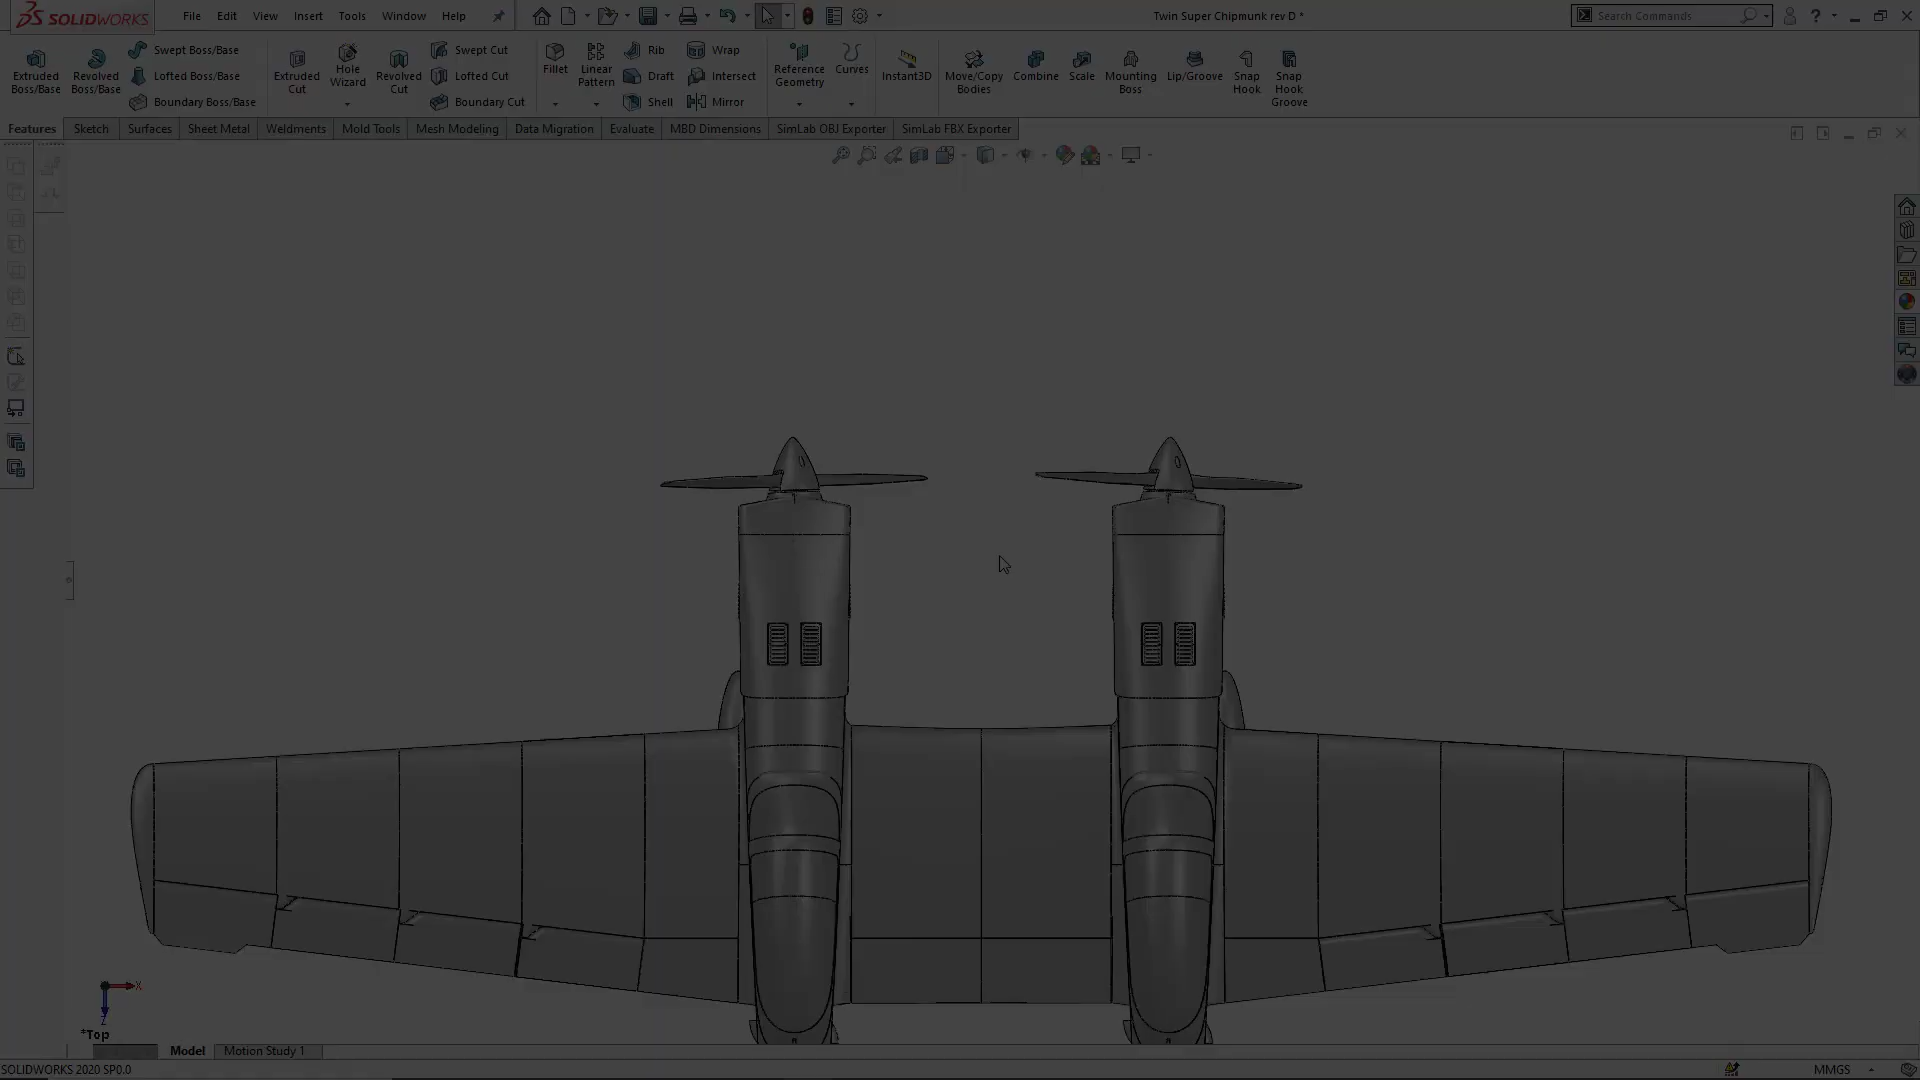 SOLIDWORKS File Edit View Insert Tools Window Help Twin Super Chipmunk rev D * Search Commands
Extruded Boss/Base
Revolved Boss/Base
Swept Boss/Base
Lofted Boss/Base
Boundary Boss/Base
Extruded Cut
Hole Wizard
Revolved Cut
Swept Cut
Lofted Cut
Boundary Cut
Fillet
Linear Pattern
Rib
Draft
Shell
Wrap
Intersect
Mirror
Reference Geometry
Curves
Instant3D
Move/Copy Bodies
Combine
Scale
Mounting Boss
Lip/Groove
Snap Hook
Snap Hook Groove
Features Sketch Surfaces Sheet Metal Weldments Mold Tools Mesh Modeling Data Migration Evaluate MBD Dimensions SimLab OBJ Exporter SimLab FBX Exporter
X
Z
*Top
Model Motion Study 1
SOLIDWORKS 2020 SP0.0 MMGS